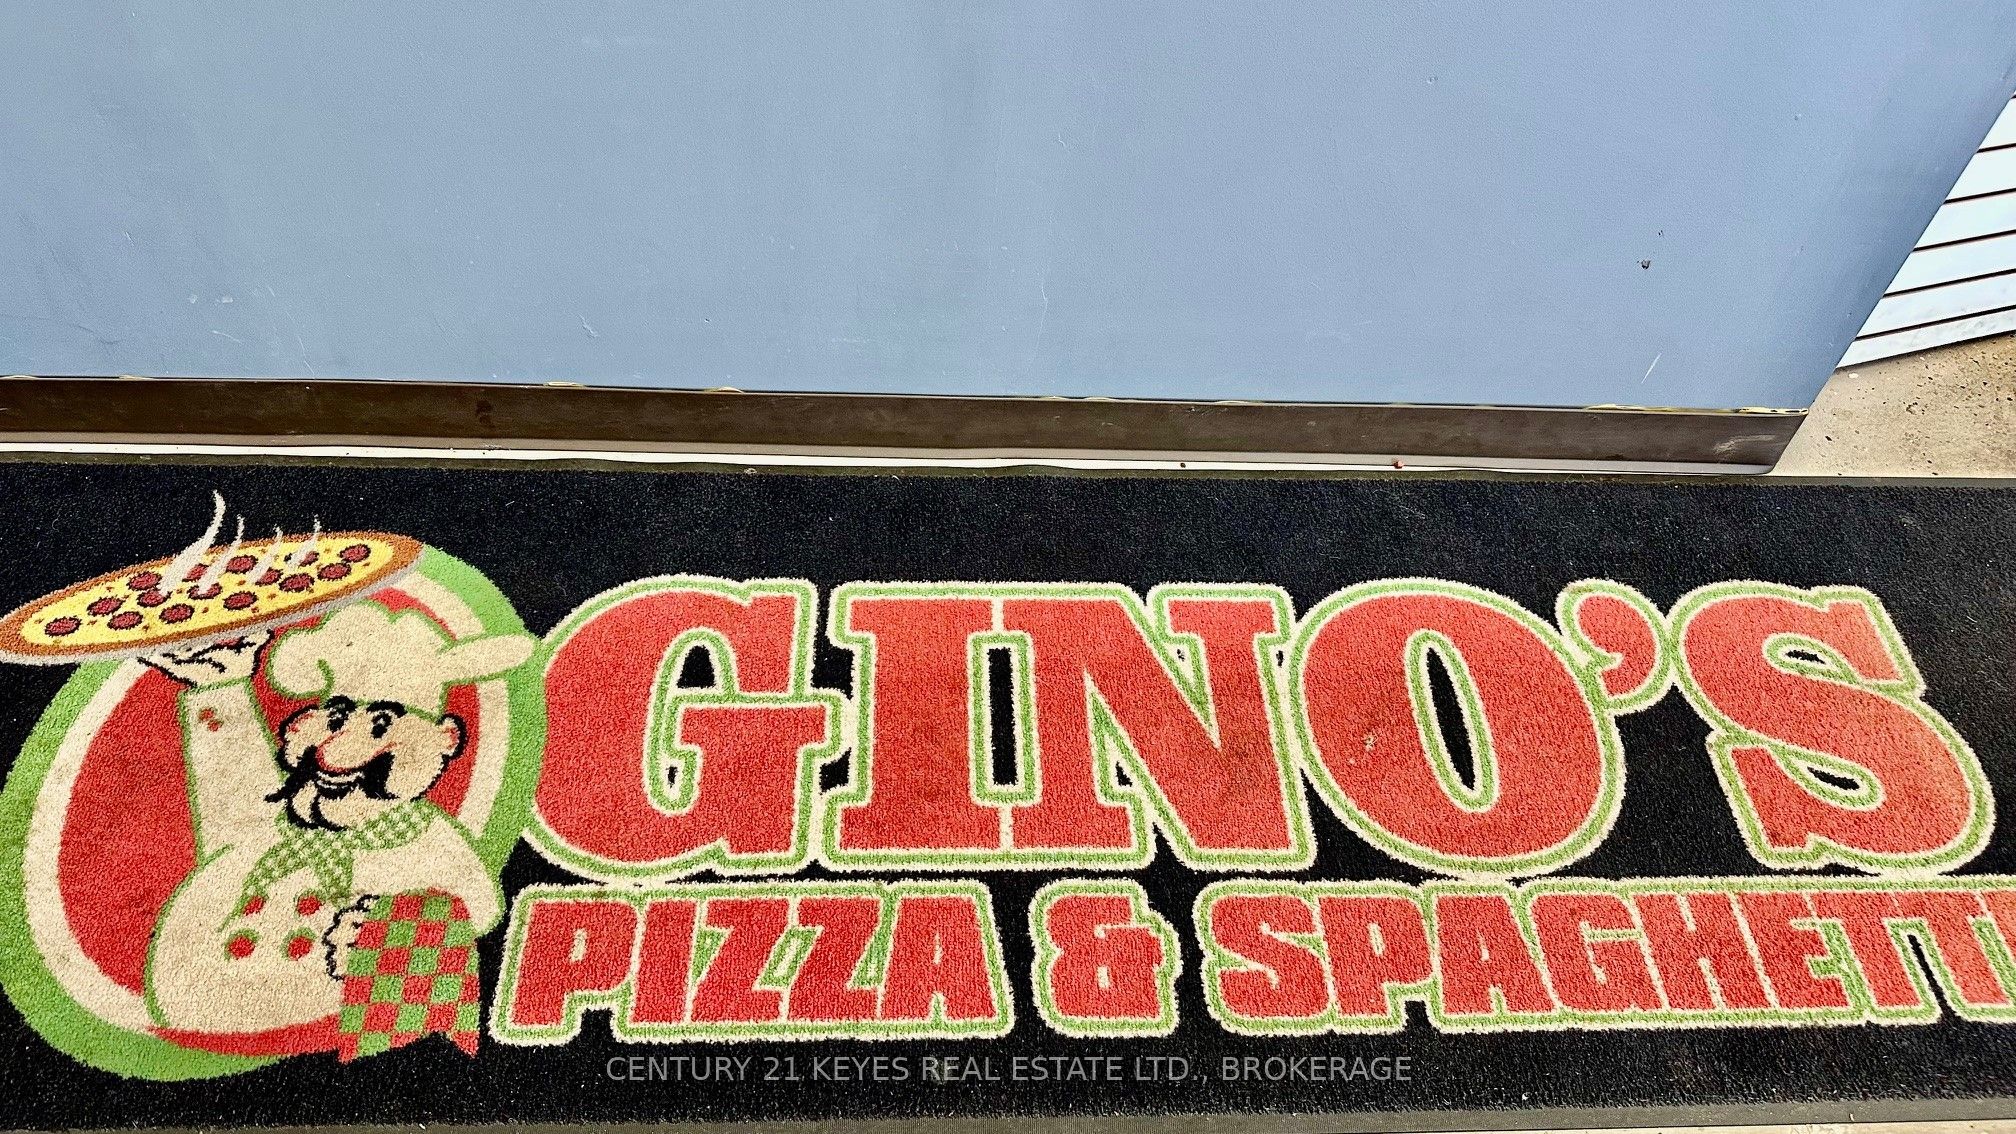 GINO'S
PIZZA & SPAGHETTI
CENTURY 21 KEYES REAL ESTATE LTD., BROKERAGE